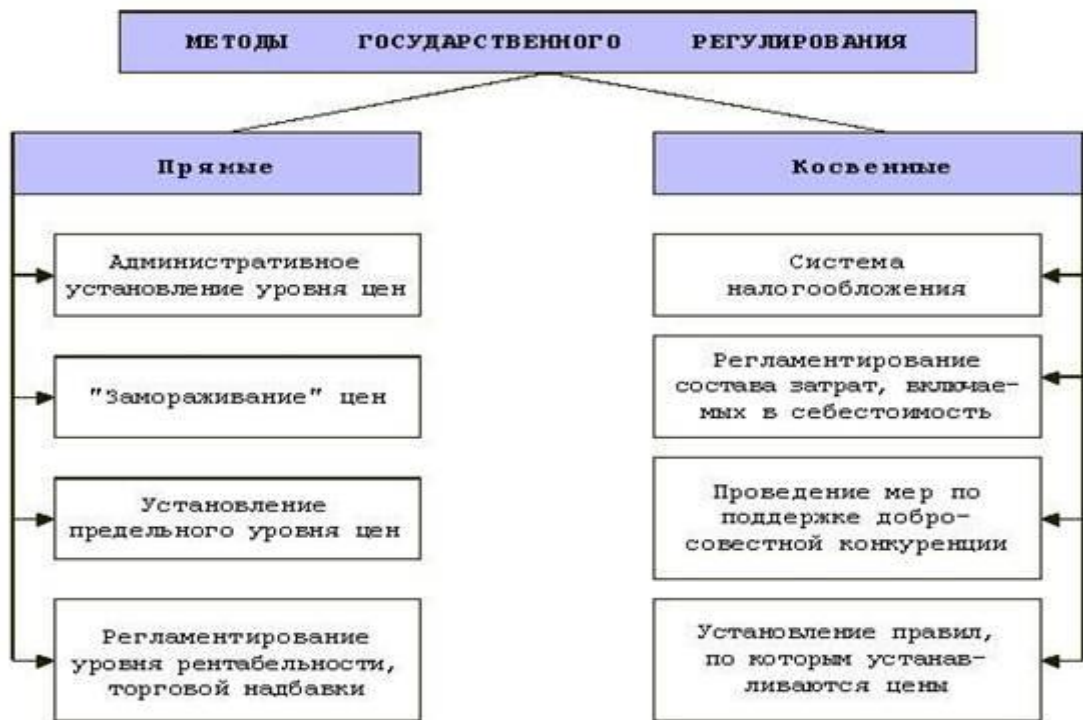 МЕТОДЫ ГОСУДАРСТВЕННОГО РЕГУЛИРОВАНИЯ
Прямые
Административное
установление уровня цен
"Замораживание" цен
Установление
предельного уровня цен
Регламентирование
уровня рентабельности,
торговой надбавки
Косвенные
Система
налогообложения
Регламентирование
состава затрат, включае-
мых в себестоимость
Проведение мер по
поддержке добро-
совестной конкуренции
Установление правил,
по которым устанав-
ливаются цены